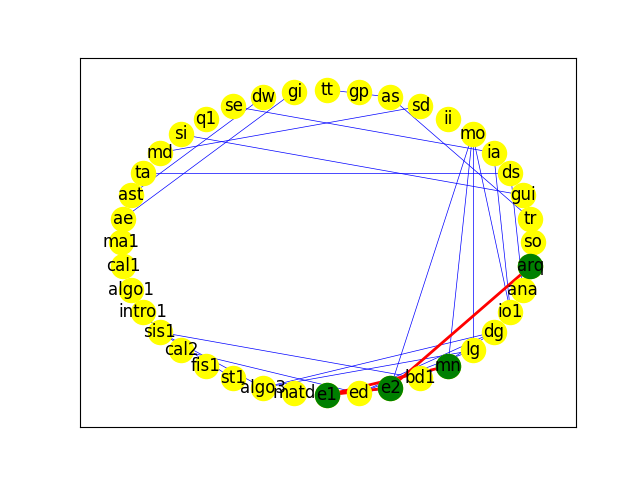 tt
gp
as
sd
ii
mo
ia
ds
gui
tr
so
arq
ana
io1
dg
lg
mn
bd1
e2
ed
e1
matd
algo3
st1
fis1
cal2
sis1
intro1
algo1
cal1
ma1
ae
ast
ta
md
si
q1
se
dw
gi